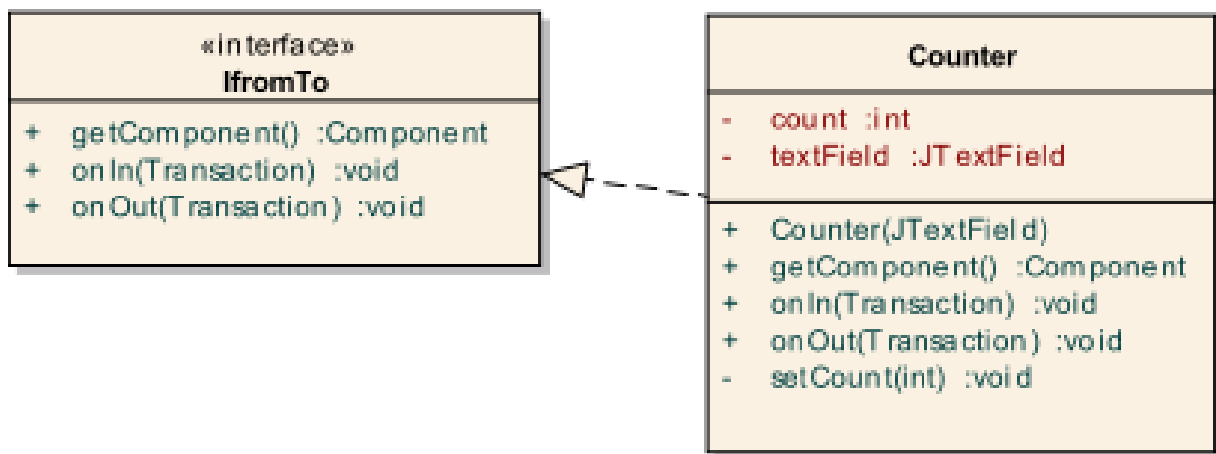 «interface»
IfromTo
+ getComponent() :Component
+ onIn(Transaction) :void
+ onOut(Transaction) :void
Counter
- count :int
- textField :JTextField
+ Counter(JTextField)
+ getComponent() :Component
+ onIn(Transaction) :void
+ onOut(Transaction) :void
- setCount(int) :void